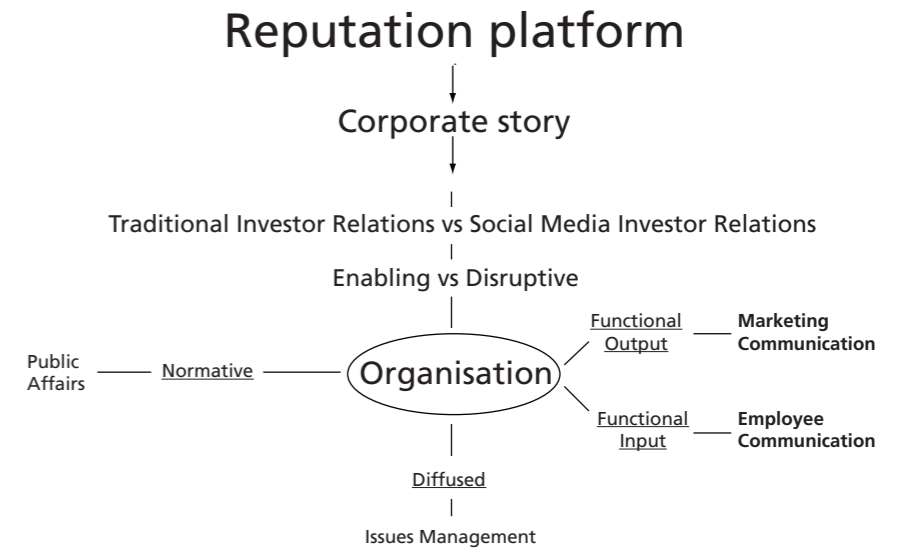 Reputation platform
Corporate story
Traditional Investor Relations vs Social Media Investor Relations
Enabling vs Disruptive
Functional
Output
Marketing
Communication
Public
Affairs
Normative
Organisation
Functional
Input
Employee
Communication
Diffused
Issues Management